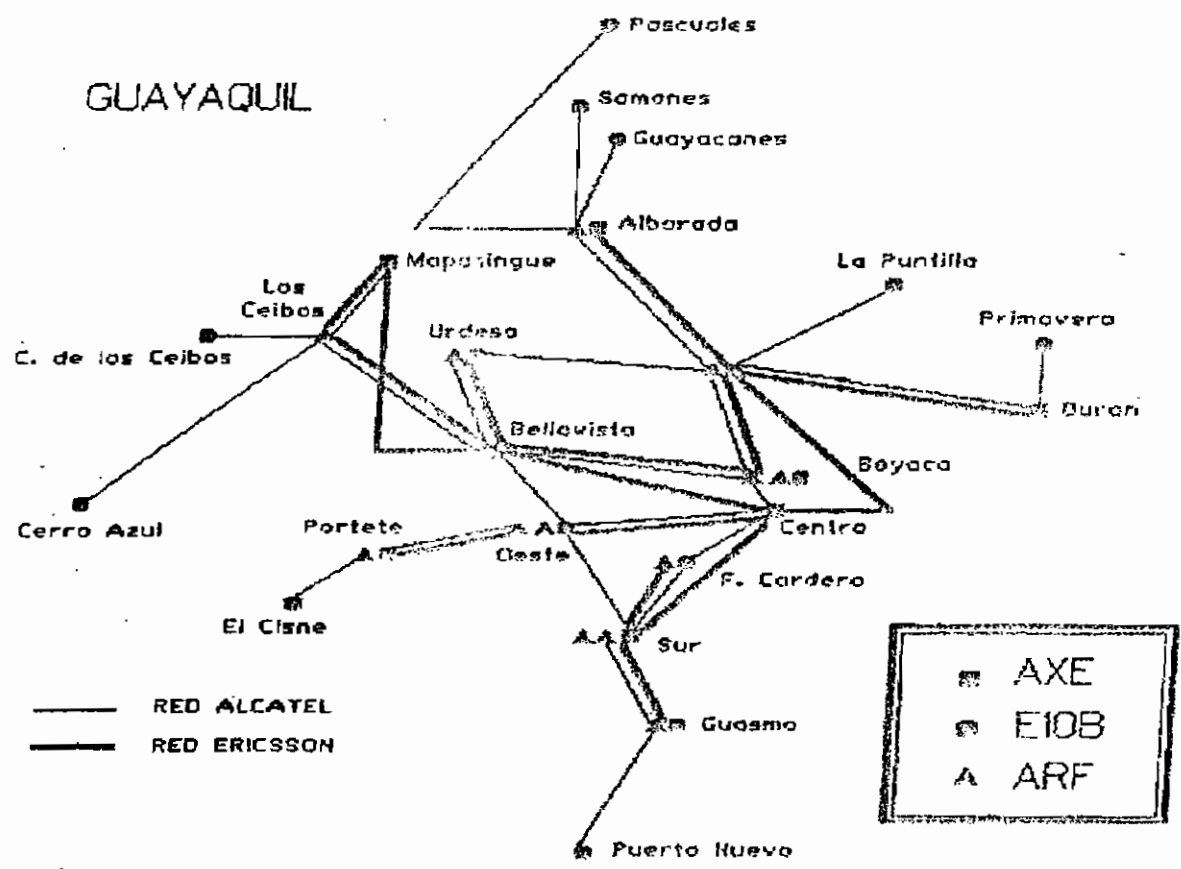 Pascuales
GUAYAQUIL
Samanes
Guayacanes
Alborada
Mapasingue
La Puntilla
Los
Ceibos
Primavera
Urdesa
C. de los Ceibos
Duran
Bellavista
Boyaca
Cerro Azul
Portete
Oeste
Centro
F. Cordero
El Cisne
Sur
RED ALCATEL
RED ERICSSON
Guasmo
AXE
E10B
ARF
Puerto Nuevo